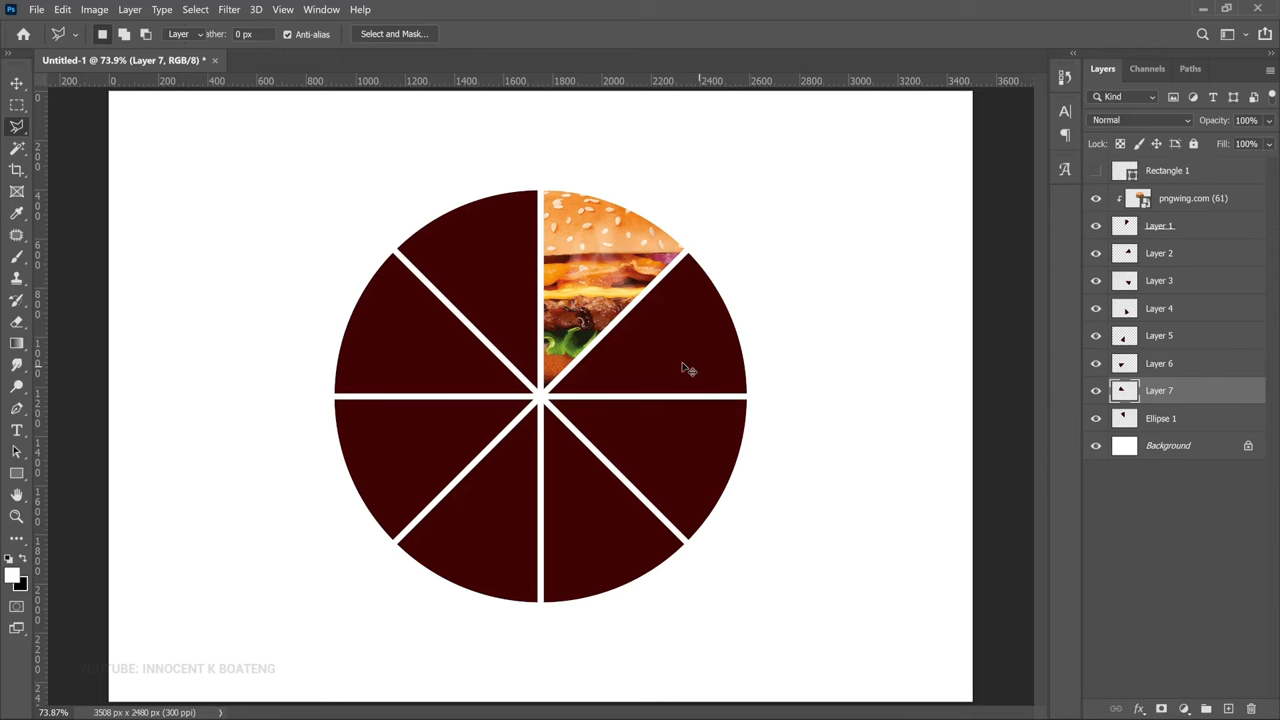 Ps File Edit Image Layer Type Select Filter 3D View Window Help
Layer ather: 0 px Anti-alias Select and Mask...
Untitled-1 @ 73.9% (Layer 7, RGB/8) * ×
200 0 200 400 600 800 1000 1200 1400 1600 1800 2000 2200 2400 2600 2800 3000 3200 3400 3600
Layers Channels Paths
Kind
Normal Opacity: 100%
Lock: Fill: 100%
Rectangle 1
pngwing.com (61)
Layer 1
Layer 2
Layer 3
Layer 4
Layer 5
Layer 6
Layer 7
Ellipse 1
Background
YOUTUBE: INNOCENT K BOATENG
73.87% 3508 px x 2480 px (300 ppi)